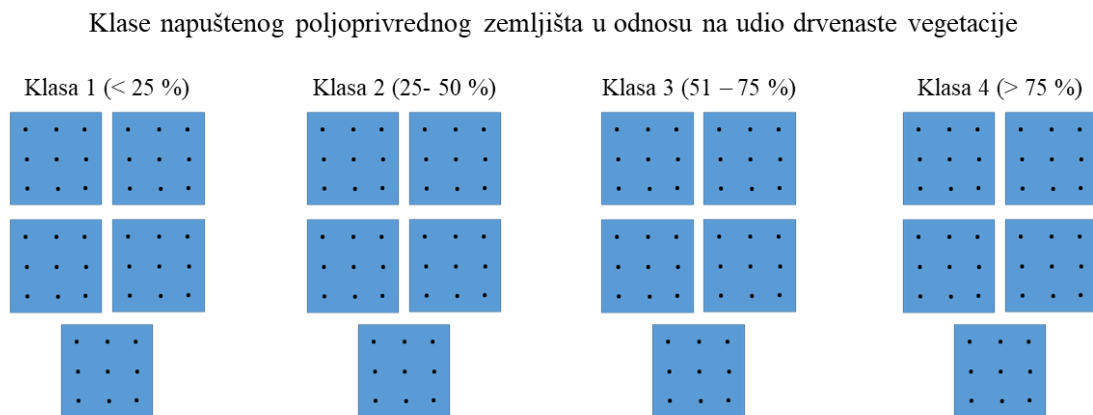 Klase napuštenog poljoprivrednog zemljišta u odnosu na udio drvenaste vegetacije
Klasa 1 (< 25 %)
Klasa 2 (25- 50 %)
Klasa 3 (51 – 75 %)
Klasa 4 (> 75 %)